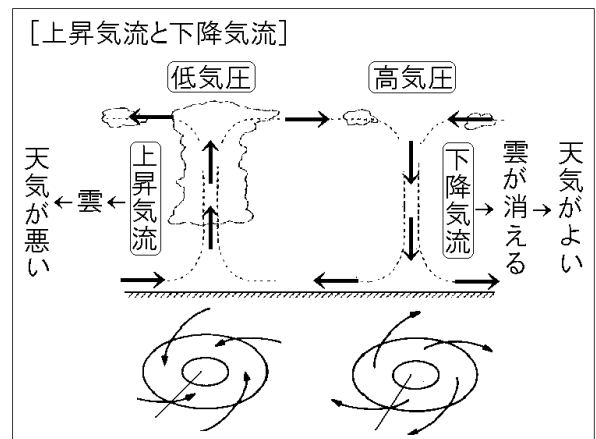 [上昇気流と下降気流]
低気圧
高気圧
上昇気流
雲
天気が悪い
下降気流
雲が消える
天気がよい